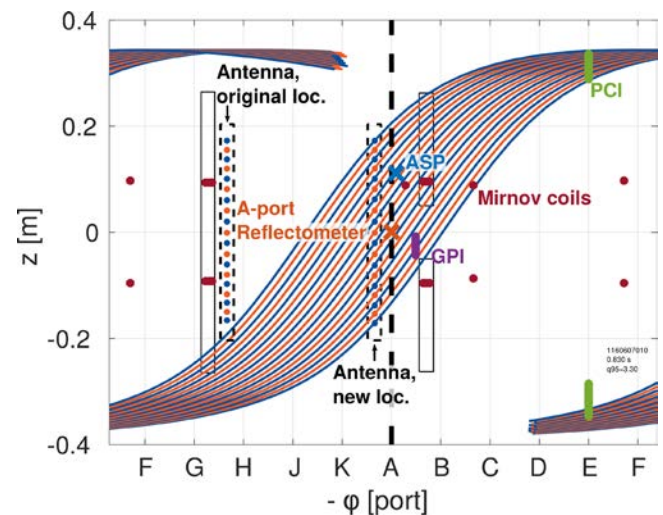 0.4
0.2
0
-0.2
-0.4
z [m]
Antenna,
original loc.
PCI
ASP
A-port
Reflectometer
Mirnov coils
GPI
Antenna,
new loc.
1160607010
0.830 s
q95=3.30
F G H J K A B C D E F
- φ [port]